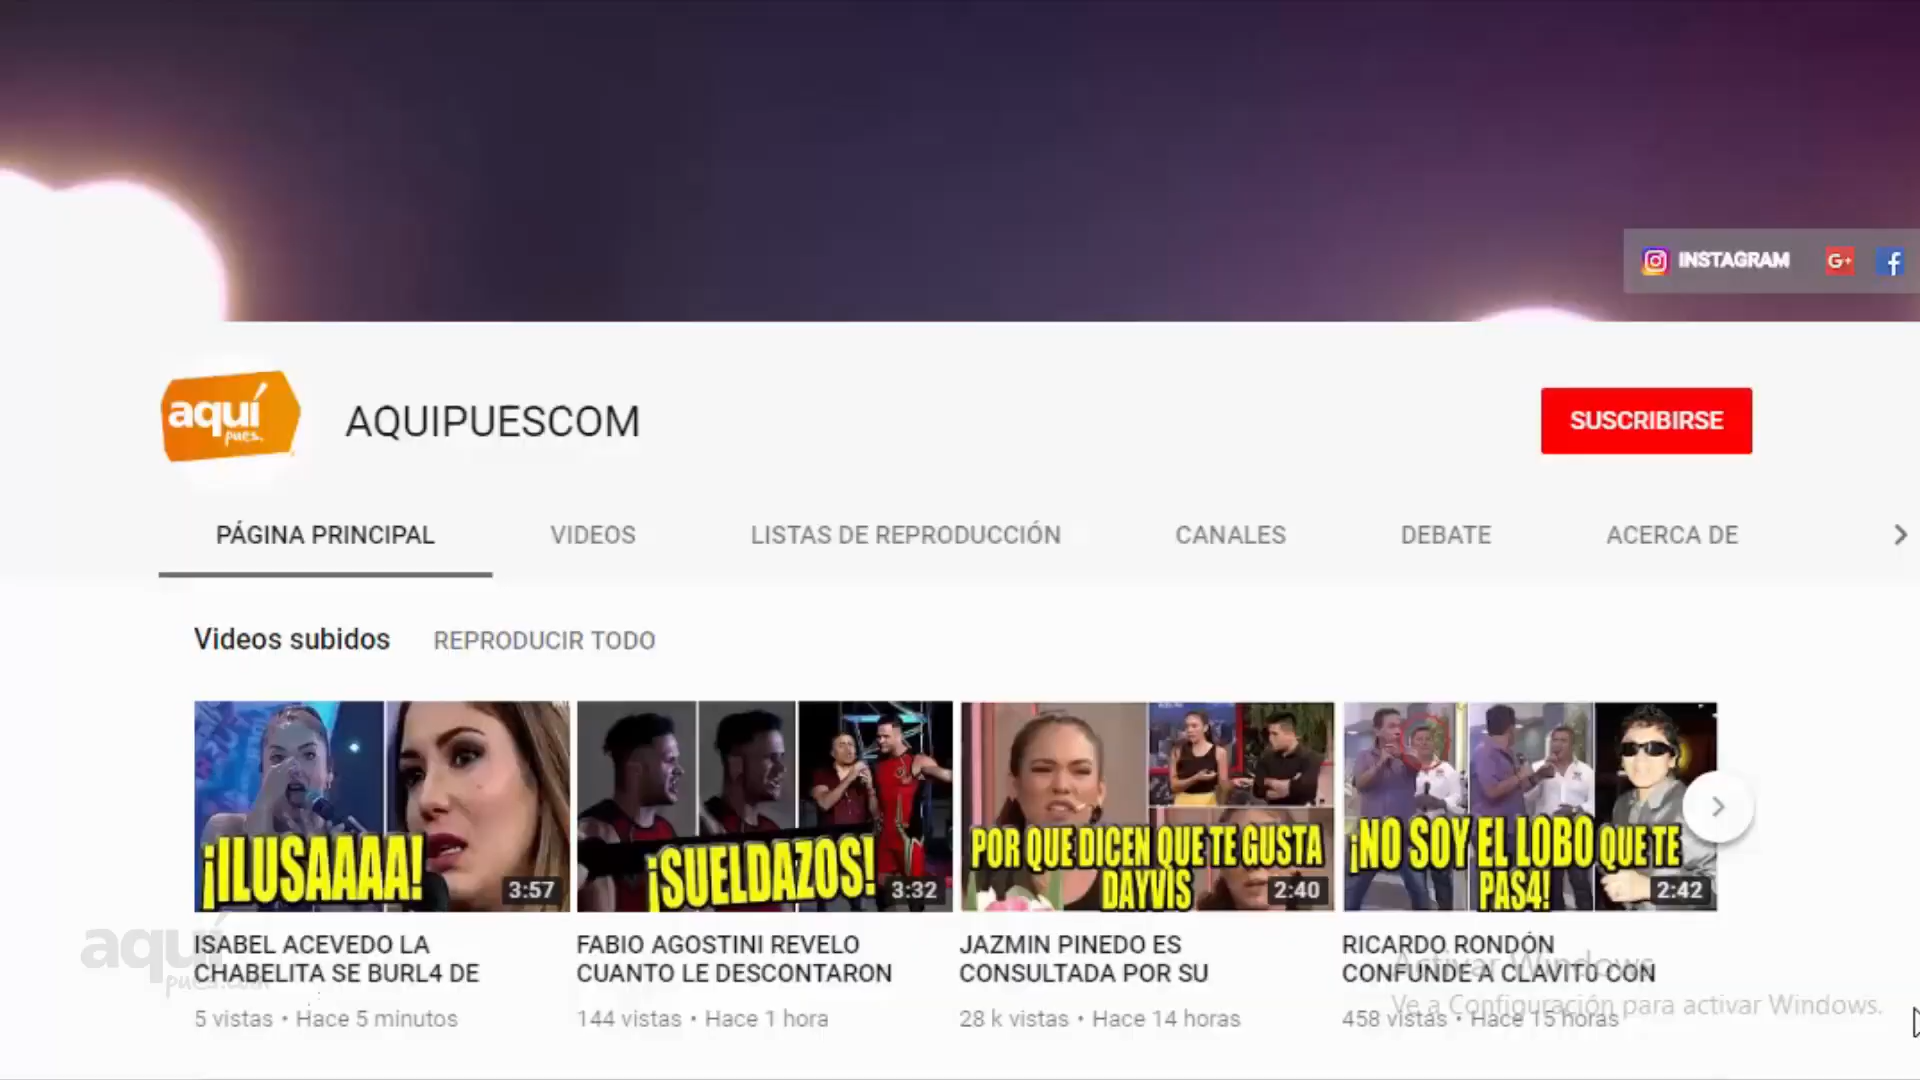 INSTAGRAM
G+
f
aquí
pues.
AQUIPUESCOM
SUSCRIBIRSE
PÁGINA PRINCIPAL
VIDEOS
LISTAS DE REPRODUCCIÓN
CANALES
DEBATE
ACERCA DE
Videos subidos
REPRODUCIR TODO
¡ILUSAAAA!
3:57
¡SUELDAZOS!
3:32
POR QUE DICEN QUE TE GUSTA
DAYVIS
2:40
¡NO SOY EL LOBO QUE TE
PAS4!
2:42
ISABEL ACEVEDO LA
CHABELITA SE BURL4 DE
5 vistas • Hace 5 minutos
FABIO AGOSTINI REVELO
CUANTO LE DESCONTARON
144 vistas • Hace 1 hora
JAZMIN PINEDO ES
CONSULTADA POR SU
28 k vistas • Hace 14 horas
RICARDO RONDÓN
CONFUNDE A CLAVIT0 CON
458 vistas • Hace 15 horas
aquí
pues.com
Activar Windows
Ve a Configuración para activar Windows.